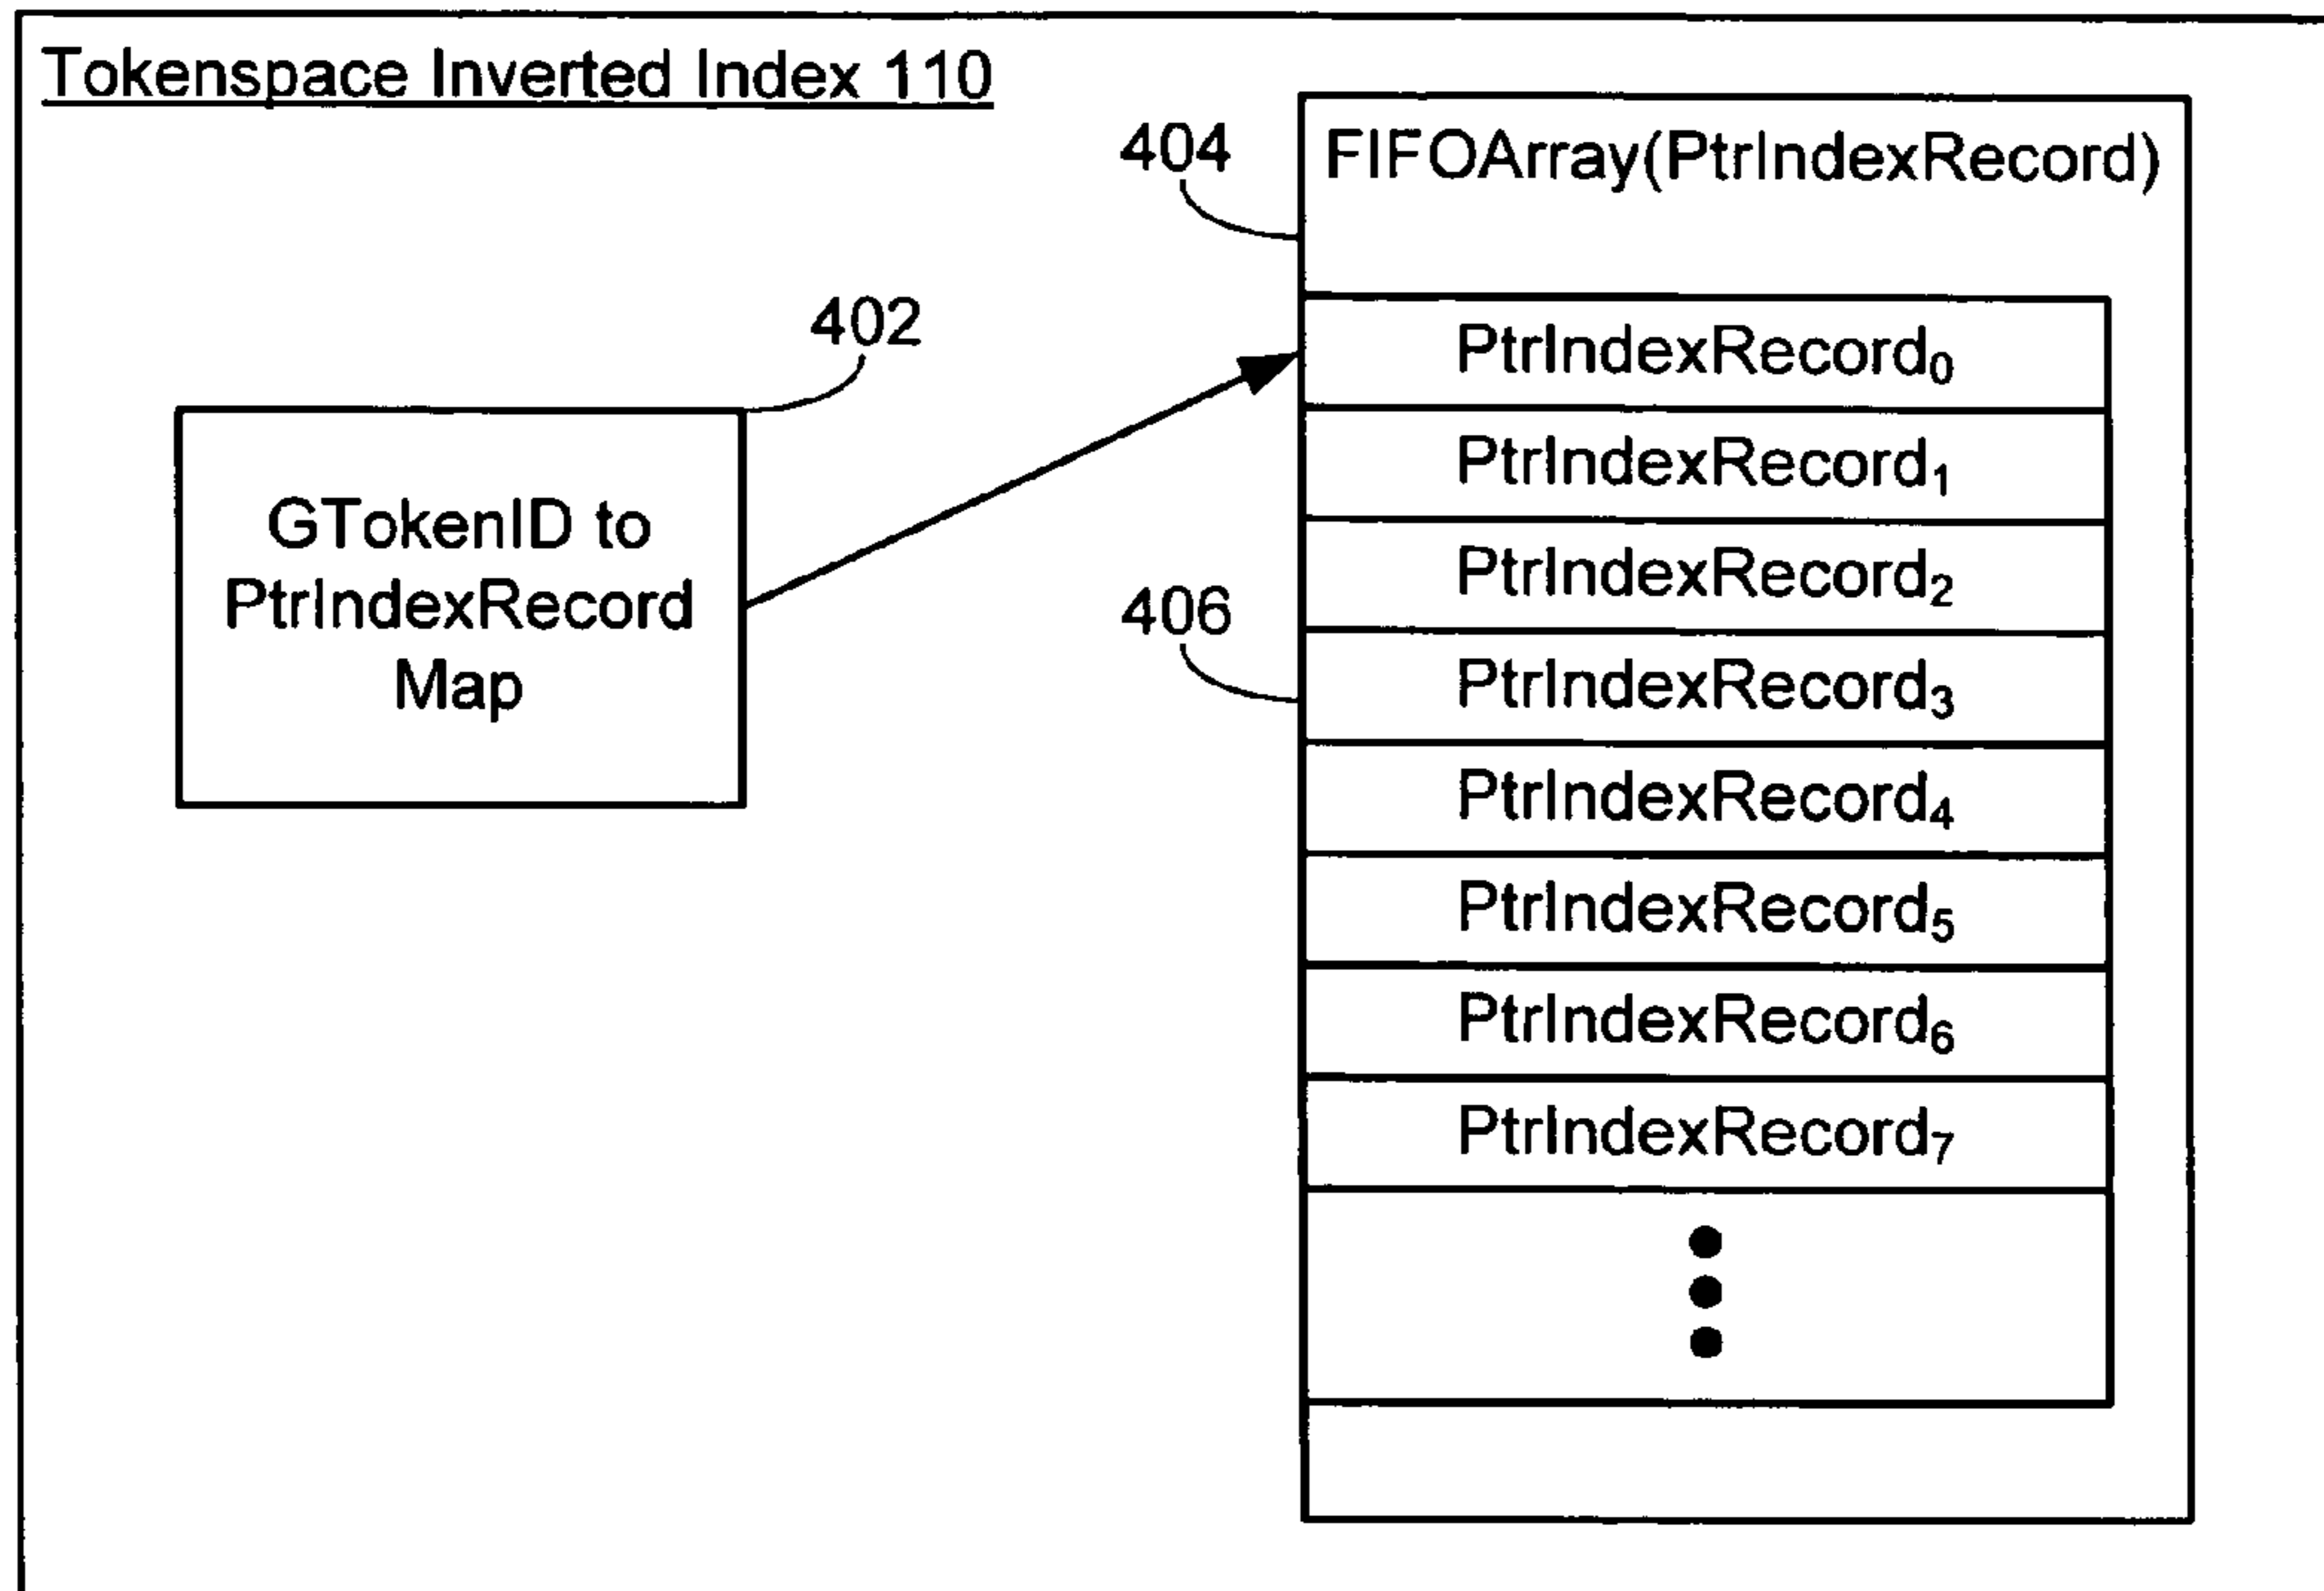 Tokenspace Inverted Index 110
404
FIFOArray(PtrIndexRecord)
402
GTokenID to
PtrIndexRecord
Map
406
PtrIndexRecord₀
PtrIndexRecord₁
PtrIndexRecord₂
PtrIndexRecord₃
PtrIndexRecord₄
PtrIndexRecord₅
PtrIndexRecord₆
PtrIndexRecord₇